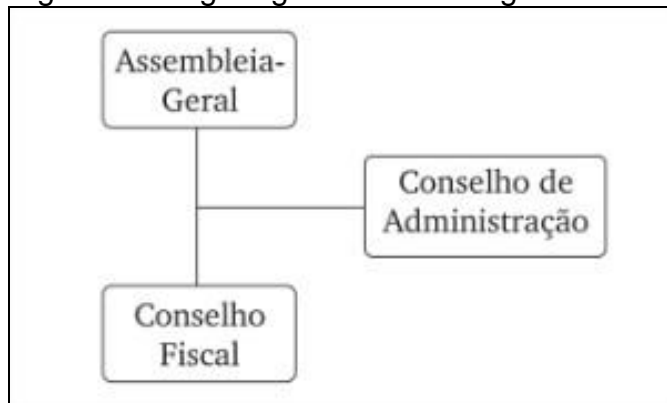 Assembleia-
Geral
Conselho de
Administração
Conselho
Fiscal